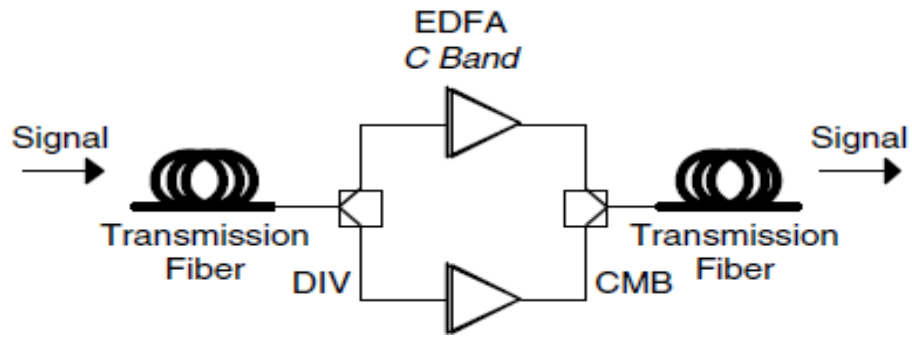 EDFA
C Band
Signal
Signal
Transmission
Fiber
Transmission
Fiber
DIV
CMB